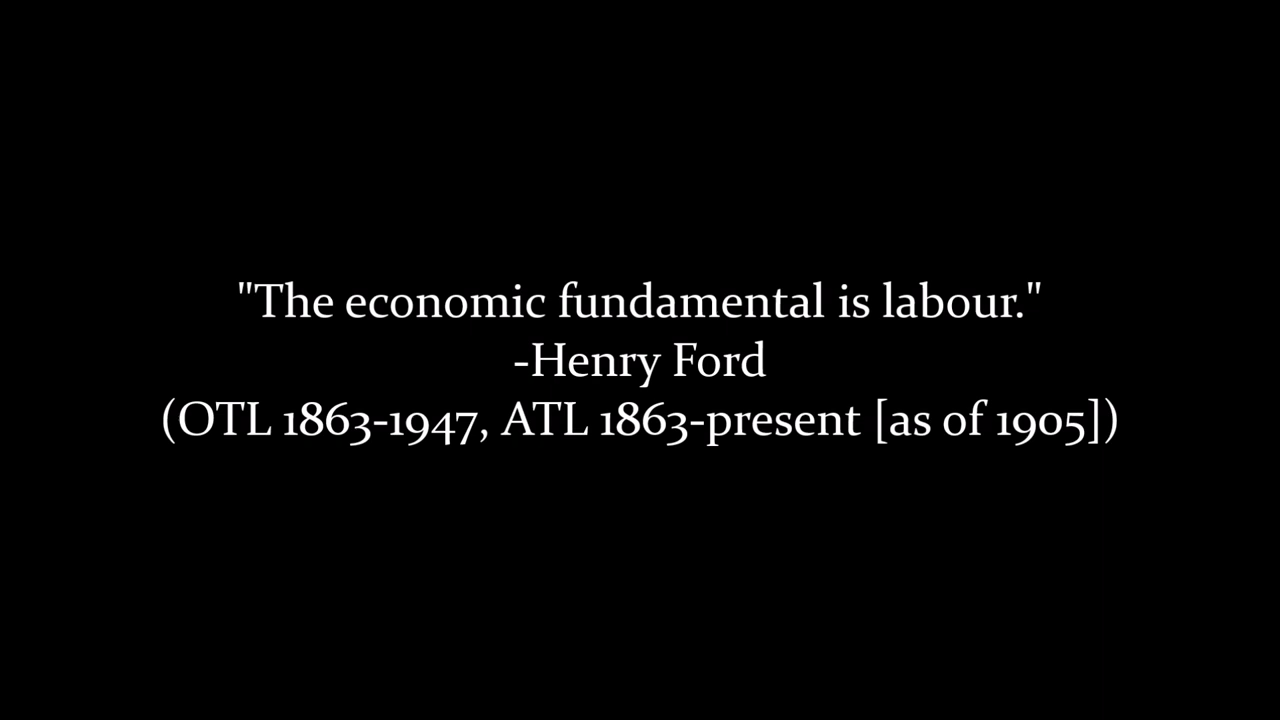 "The economic fundamental is labour."
-Henry Ford
(OTL 1863-1947, ATL 1863-present [as of 1905])